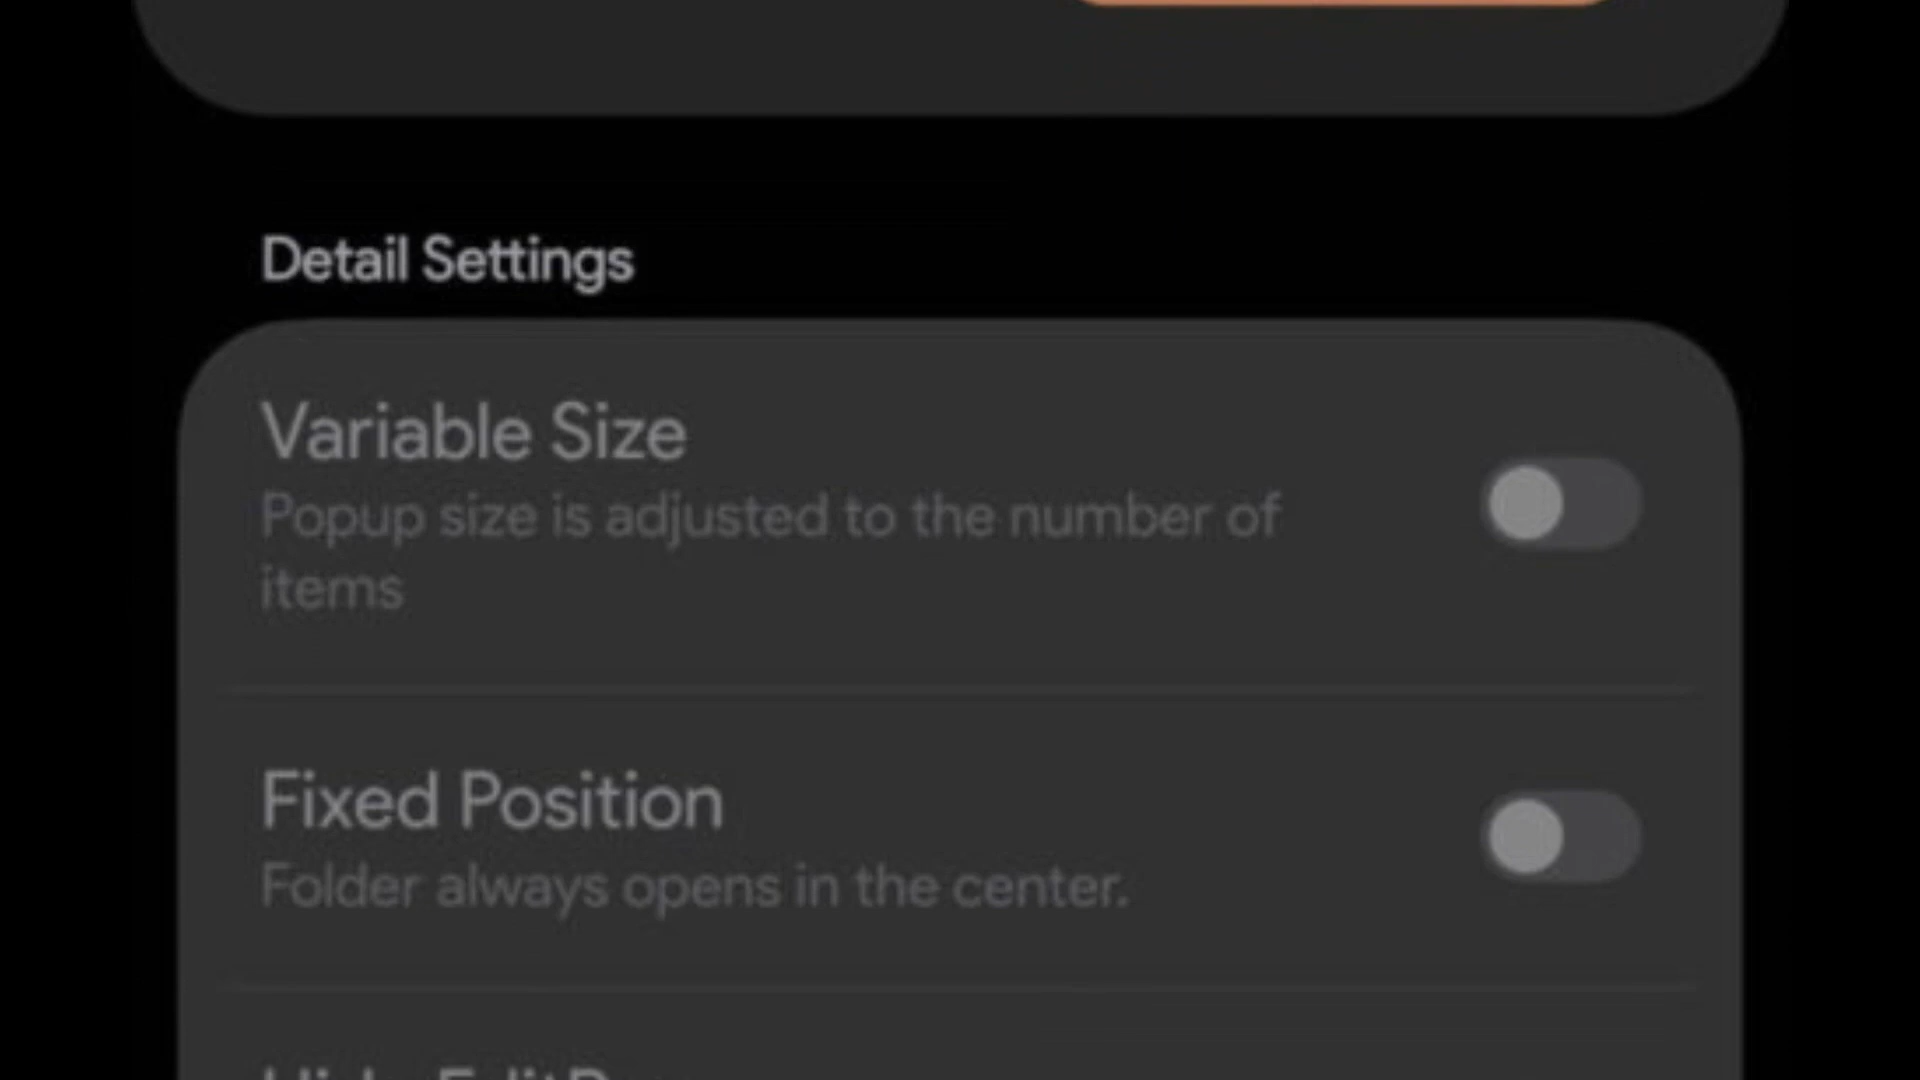 Detail Settings
Variable Size
Popup size is adjusted to the number of
items
Fixed Position
Folder always opens in the center.